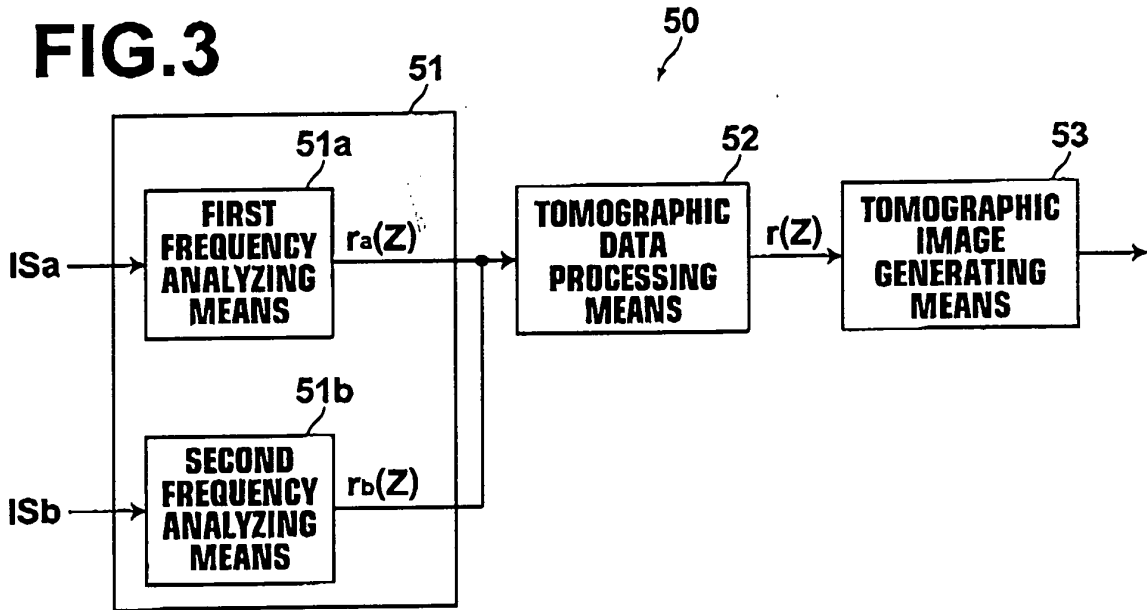 FIG.3
50
51
51a
FIRST
FREQUENCY
ANALYZING
MEANS
ISa
ra(Z)
52
TOMOGRAPHIC
DATA
PROCESSING
MEANS
r(Z)
53
TOMOGRAPHIC
IMAGE
GENERATING
MEANS
51b
SECOND
FREQUENCY
ANALYZING
MEANS
ISb
rb(Z)